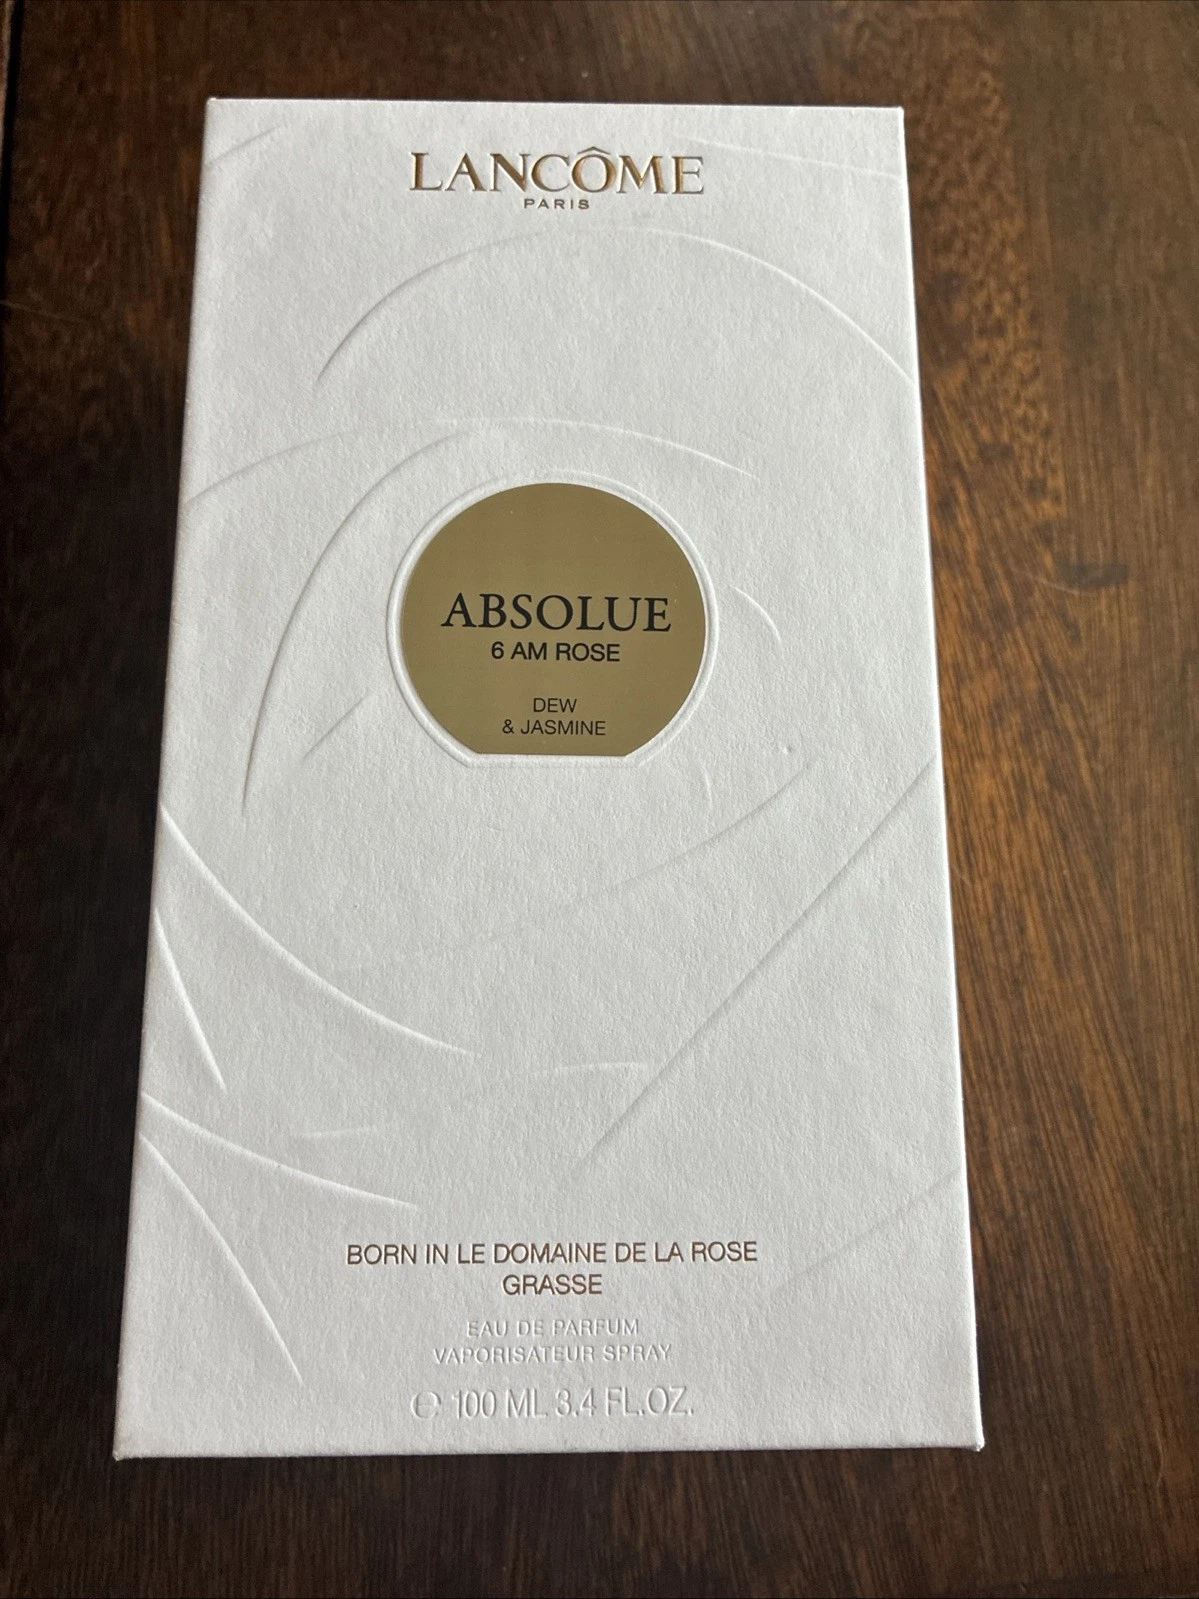 LANCÔME
PARIS
ABSOLUE
6 AM ROSE
DEW
& JASMINE
BORN IN LE DOMAINE DE LA ROSE
GRASSE
EAU DE PARFUM
VAPORISATEUR SPRAY
℮ 100 ML 3.4 FL.OZ.